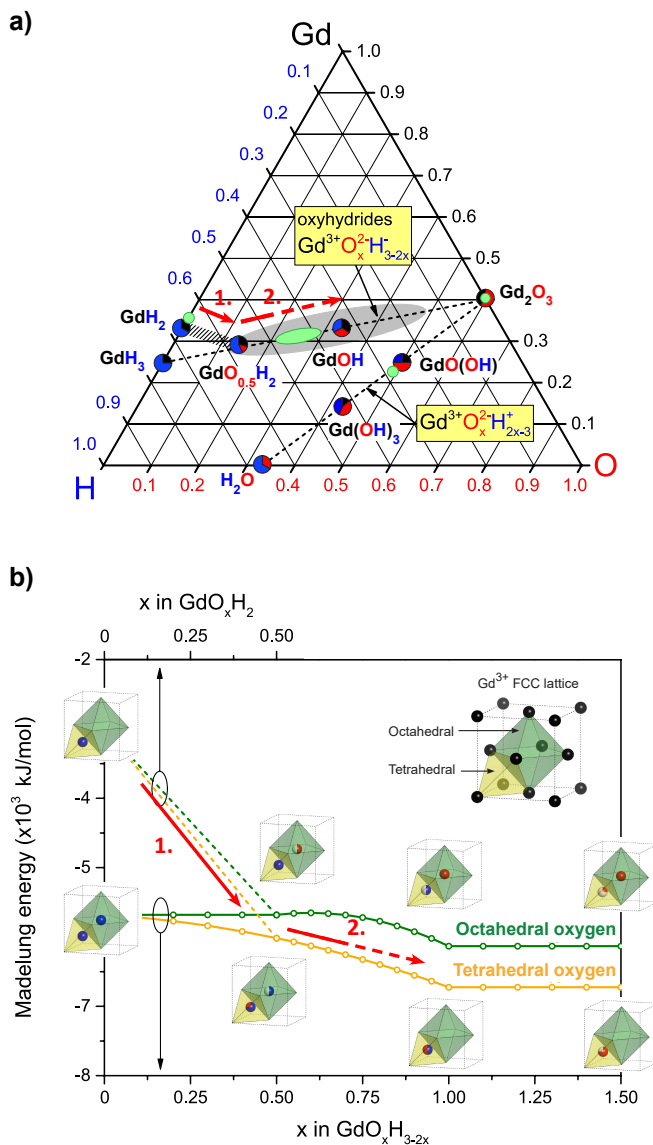 a)
Gd
1.0
0.1
0.9
0.2
0.8
0.3
0.7
0.4
0.6
oxyhydrides
Gd³⁺O²⁻ₓH⁻₃₋₂ₓ
0.5
0.5
0.6
1.
2.
Gd₂O₃
0.4
GdH₂
GdH₃
GdO₀.₅H₂
GdOH
GdO(OH)
0.3
0.2
0.9
Gd(OH)₃
Gd³⁺O²⁻ₓH⁺₂ₓ₋₃
0.1
1.0
H
H₂O
O
0.1 0.2 0.3 0.4 0.5 0.6 0.7 0.8 0.9 1.0
b)
x in GdOₓH₂
0 0.25 0.50
-2
Gd³⁺ FCC lattice
Octahedral
Tetrahedral
-4
1.
-5
2.
Octahedral oxygen
Tetrahedral oxygen
-7
-8
Madelung energy (x10³ kJ/mol)
0 0.25 0.50 0.75 1.00 1.25 1.50
x in GdOₓH₃₋₂ₓ